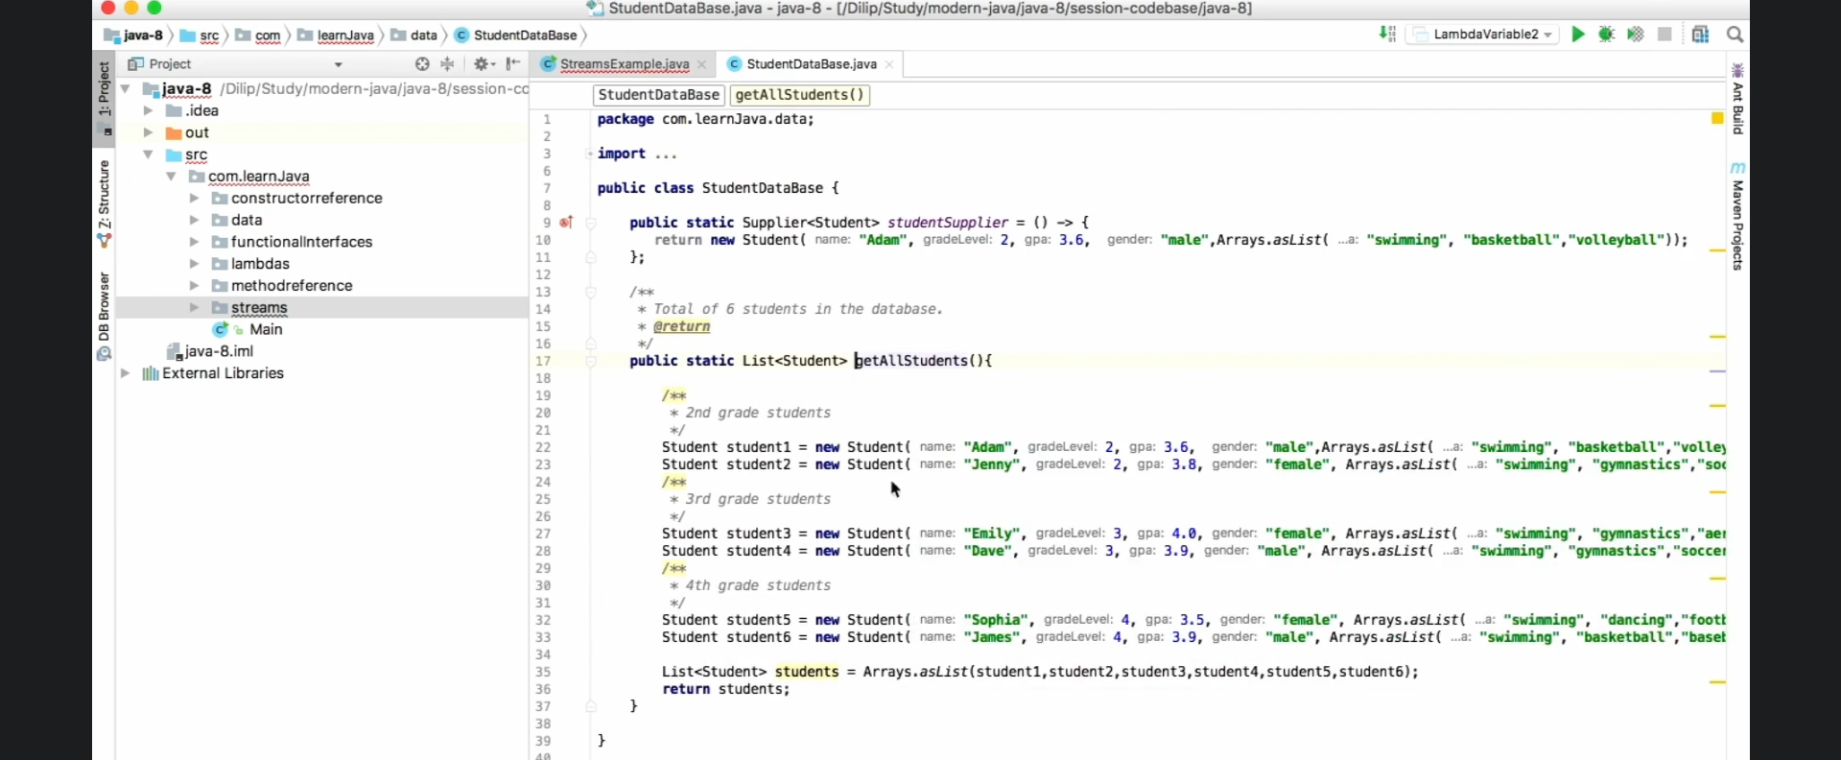 StudentDataBase.java - java-8 - [/Dilip/Study/modern-java/java-8/session-codebase/java-8]
java-8 src com learnJava data StudentDataBase
LambdaVariable2
1: Project
Z: Structure
DB Browser
Project
java-8 /Dilip/Study/modern-java/java-8/session-cc
.idea
out
src
com.learnJava
constructorreference
data
functionalInterfaces
lambdas
methodreference
streams
Main
java-8.iml
External Libraries
StreamsExample.java
StudentDataBase.java
StudentDataBase getAllStudents()
1 package com.learnJava.data;
2
3 import ...
6
7 public class StudentDataBase {
8
9 public static Supplier<Student> studentSupplier = () -> {
10 return new Student( name: "Adam", gradeLevel: 2, gpa: 3.6, gender: "male",Arrays.asList( ...a: "swimming", "basketball","volleyball"));
11 };
12
13 /**
14 * Total of 6 students in the database.
15 * @return
16 */
17 public static List<Student> getAllStudents(){
18
19 /**
20 * 2nd grade students
21 */
22 Student student1 = new Student( name: "Adam", gradeLevel: 2, gpa: 3.6, gender: "male",Arrays.asList( ...a: "swimming", "basketball","volley
23 Student student2 = new Student( name: "Jenny", gradeLevel: 2, gpa: 3.8, gender: "female", Arrays.asList( ...a: "swimming", "gymnastics","soc
24 /**
25 * 3rd grade students
26 */
27 Student student3 = new Student( name: "Emily", gradeLevel: 3, gpa: 4.0, gender: "female", Arrays.asList( ...a: "swimming", "gymnastics","aer
28 Student student4 = new Student( name: "Dave", gradeLevel: 3, gpa: 3.9, gender: "male", Arrays.asList( ...a: "swimming", "gymnastics","soccer
29 /**
30 * 4th grade students
31 */
32 Student student5 = new Student( name: "Sophia", gradeLevel: 4, gpa: 3.5, gender: "female", Arrays.asList( ...a: "swimming", "dancing","footb
33 Student student6 = new Student( name: "James", gradeLevel: 4, gpa: 3.9, gender: "male", Arrays.asList( ...a: "swimming", "basketball","baseb
34
35 List<Student> students = Arrays.asList(student1,student2,student3,student4,student5,student6);
36 return students;
37 }
38
39 }
40
Ant Build
Maven Projects